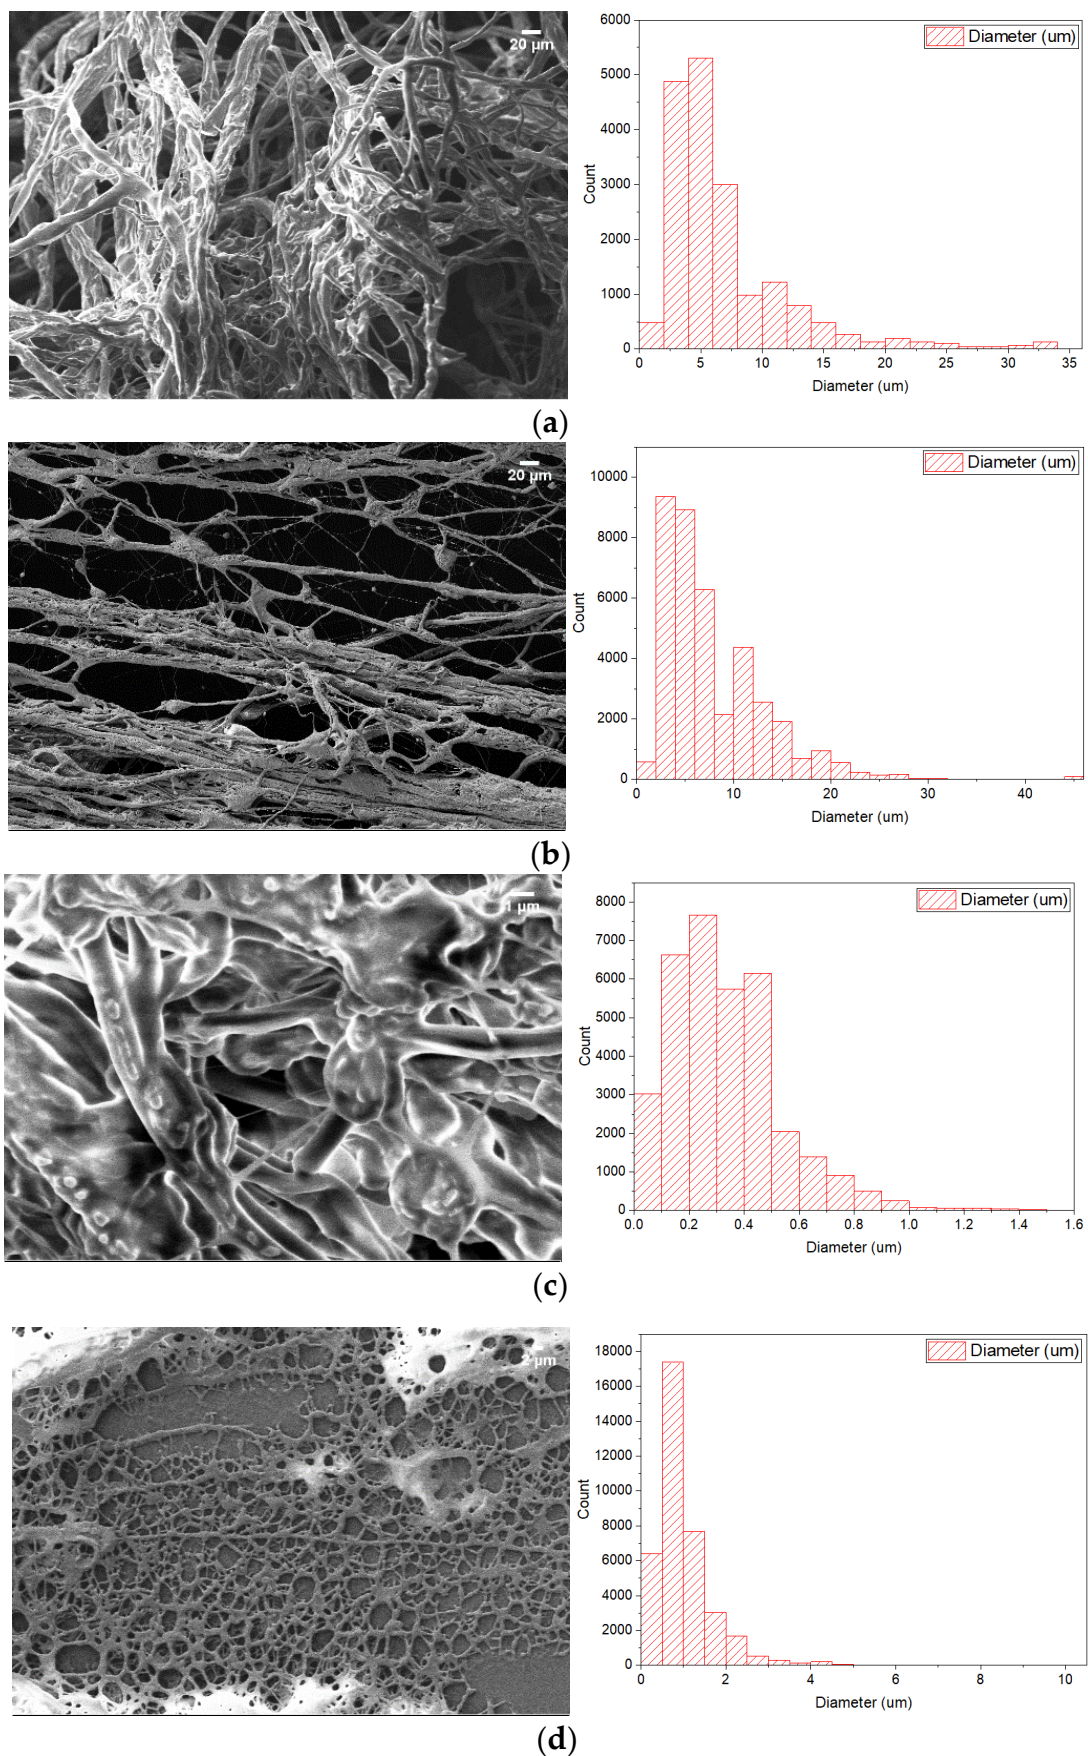 20 µm
Diameter (um)
6000
5000
4000
3000
2000
1000
0
Count
0 5 10 15 20 25 30 35
Diameter (um)
(a)
20 µm
Diameter (um)
10000
8000
6000
4000
2000
0
Count
0 10 20 30 40
Diameter (um)
(b)
1 µm
Diameter (um)
8000
7000
6000
5000
4000
3000
2000
1000
0
Count
0.0 0.2 0.4 0.6 0.8 1.0 1.2 1.4 1.6
Diameter (um)
(c)
2 µm
Diameter (um)
18000
16000
14000
12000
10000
8000
6000
4000
2000
0
Count
0 2 4 6 8 10
Diameter (um)
(d)